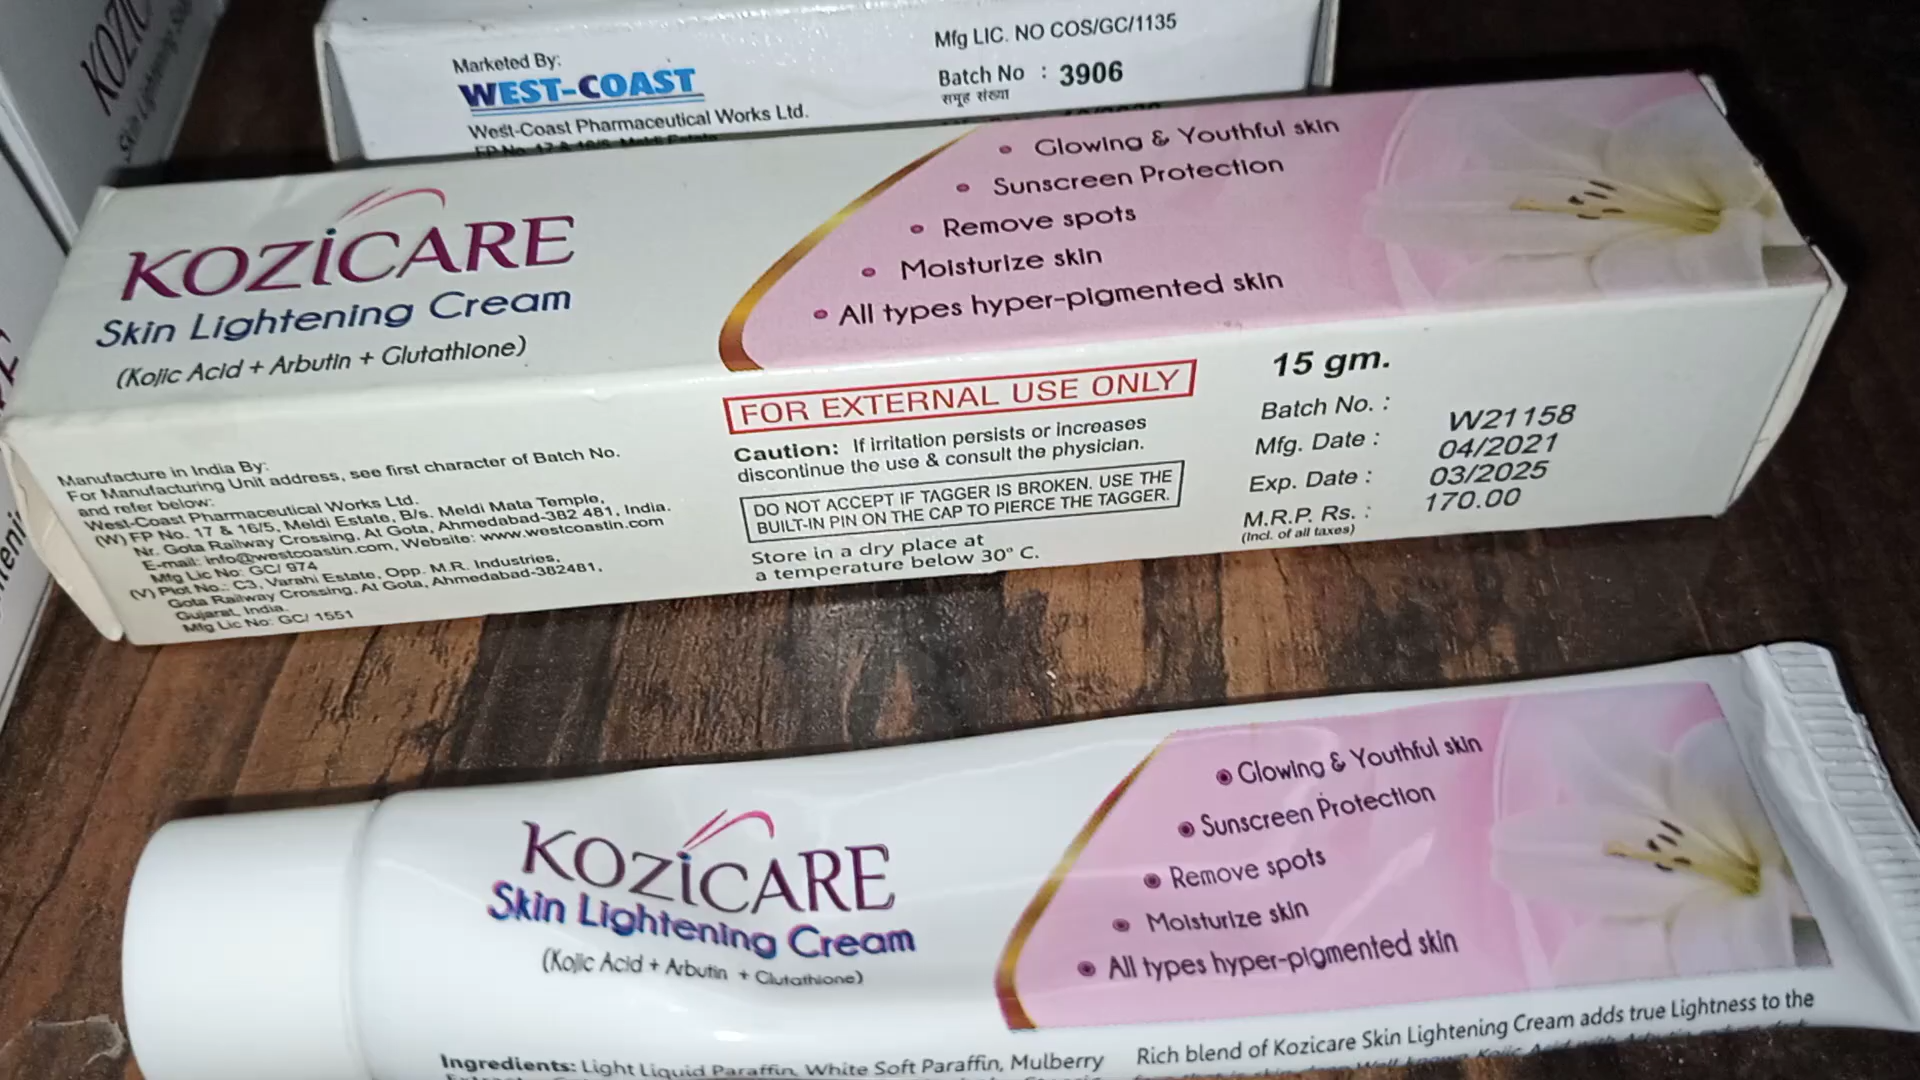 KOZIC
Skin Lightening
Marketed By:
WEST-COAST
West-Coast Pharmaceutical Works Ltd.
FP No. 17 & 16/5, Meldi Estate
Mfg LIC. NO COS/GC/1135
Batch No : 3906
समूह संख्या
KOZiCARE
Skin Lightening Cream
(Kojic Acid + Arbutin + Glutathione)
Glowing & Youthful skin
Sunscreen Protection
Remove spots
Moisturize skin
All types hyper-pigmented skin
Manufacture in India By:
For Manufacturing Unit address, see first character of Batch No.
and refer below:
West-Coast Pharmaceutical Works Ltd.
(W) FP No. 17 & 16/5, Meldi Estate, B/s. Meldi Mata Temple,
Nr. Gota Railway Crossing, At Gota, Ahmedabad-382 481, India.
E-mail: info@westcoastin.com, Website: www.westcoastin.com
Mfg Lic No: GC/ 974
(V) Plot No.: C3, Varahi Estate, Opp. M.R. Industries,
Gota Railway Crossing, At Gota, Ahmedabad-382481,
Gujarat, India.
Mfg Lic No: GC/ 1551
FOR EXTERNAL USE ONLY
Caution: If irritation persists or increases
discontinue the use & consult the physician.
DO NOT ACCEPT IF TAGGER IS BROKEN. USE THE
BUILT-IN PIN ON THE CAP TO PIERCE THE TAGGER.
Store in a dry place at
a temperature below 30° C.
15 gm.
Batch No. : W21158
Mfg. Date : 04/2021
Exp. Date : 03/2025
M.R.P. Rs. : 170.00
(Incl. of all taxes)
KOZiCARE
Skin Lightening Cream
(Kojic Acid + Arbutin + Glutathione)
Glowing & Youthful skin
Sunscreen Protection
Remove spots
Moisturize skin
All types hyper-pigmented skin
Ingredients: Light Liquid Paraffin, White Soft Paraffin, Mulberry
Rich blend of Kozicare Skin Lightening Cream adds true Lightness to the